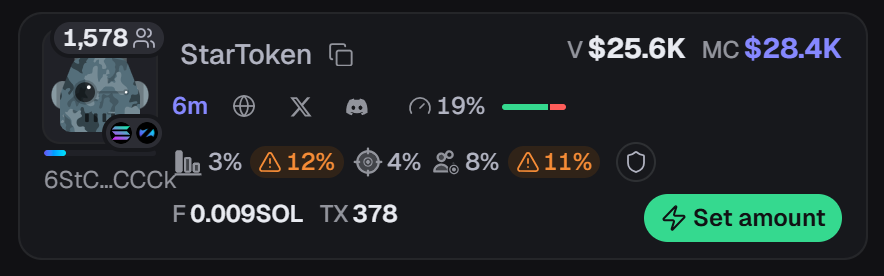 1,578
StarToken
V $25.6K MC $28.4K
6m 19%
3% 12% 4% 8% 11%
6StC...CCCk
F 0.009SOL TX 378
Set amount